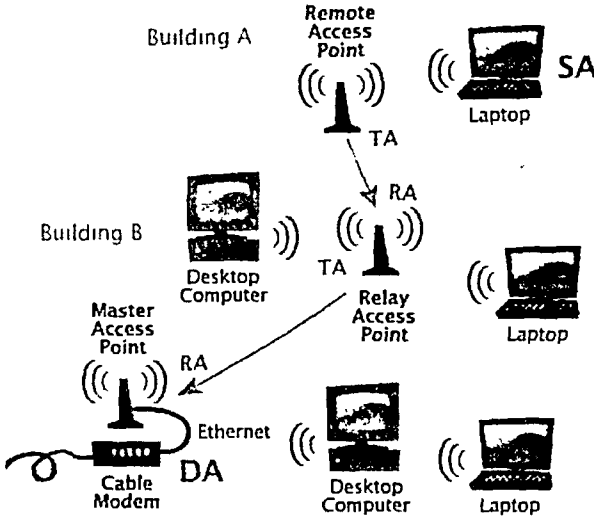 Building A
Remote
Access
Point
SA
Laptop
TA
RA
Building B
TA
Desktop
Computer
Relay
Access
Point
Laptop
Master
Access
Point
RA
Ethernet
DA
Cable
Modem
Desktop
Computer
Laptop